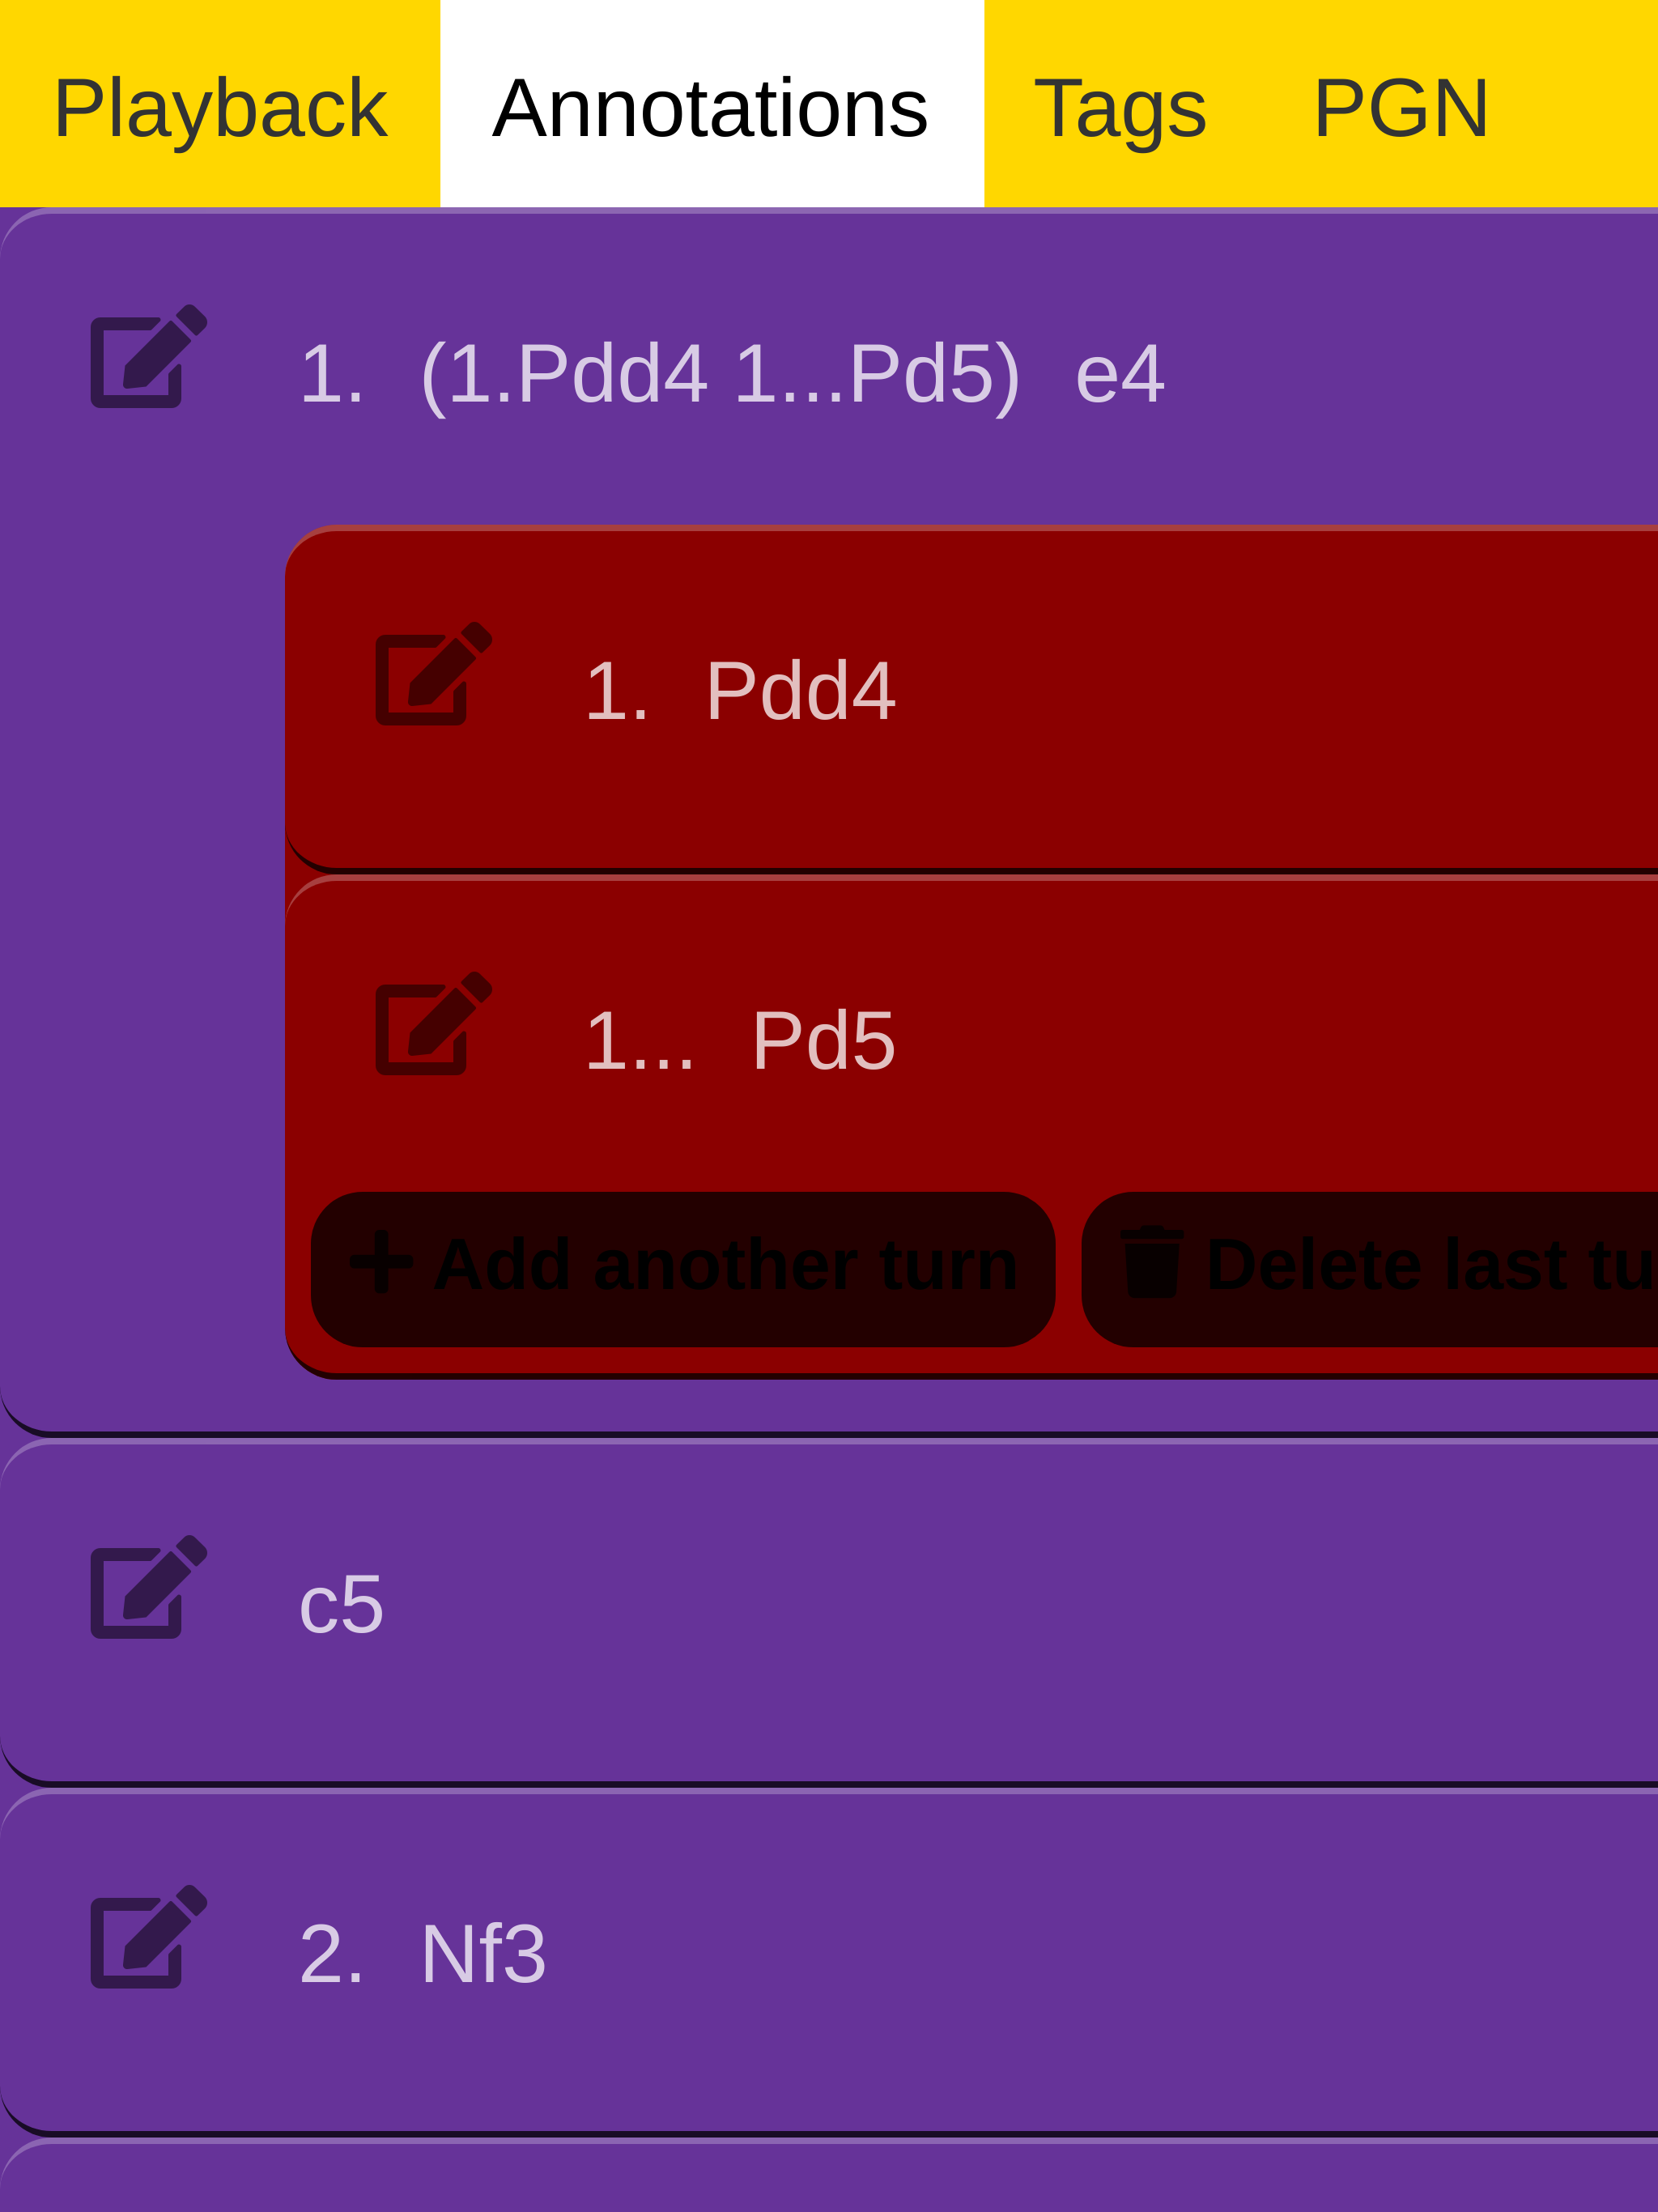 Playback Annotations Tags PGN
1. (1.Pdd4 1...Pd5) e4
1. Pdd4
1... Pd5
Add another turn Delete last tu
c5
2. Nf3